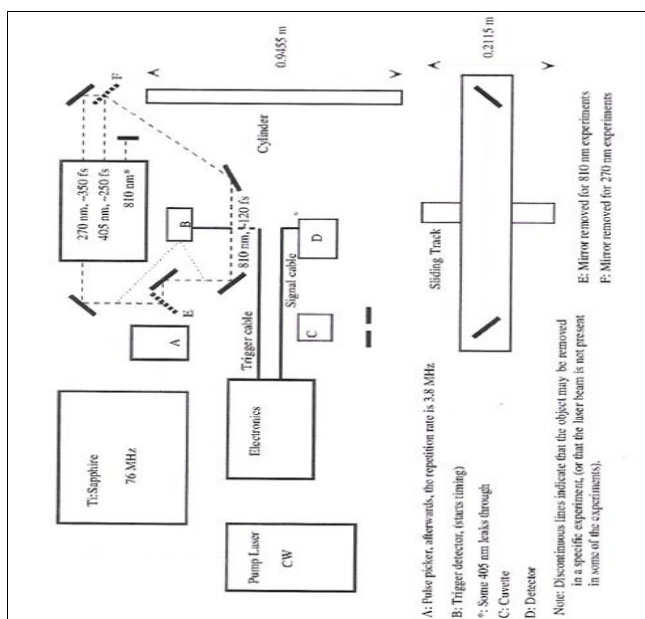 0.9455 m
0.2115 m
Cylinder
Sliding Track
270 nm, ~350 fs
405 nm, ~250 fs
810 nm*
F
B
810 nm, ~120 fs
*
D
Signal cable
Trigger cable
E
A
C
Electronics
Ti:Sapphire
76 MHz
Pump Laser
CW
E: Mirror removed for 810 nm experiments
F: Mirror removed for 270 nm experiments
A: Pulse picker, afterwards, the repetition rate is 3.8 MHz
B: Trigger detector, (starts timing)
*: Some 405 nm leaks through
C: Cuvette
D: Detector
Note: Discontinuous lines indicate that the object may be removed
in a specific experiment, (or that the laser beam is not present
in some of the experiments).